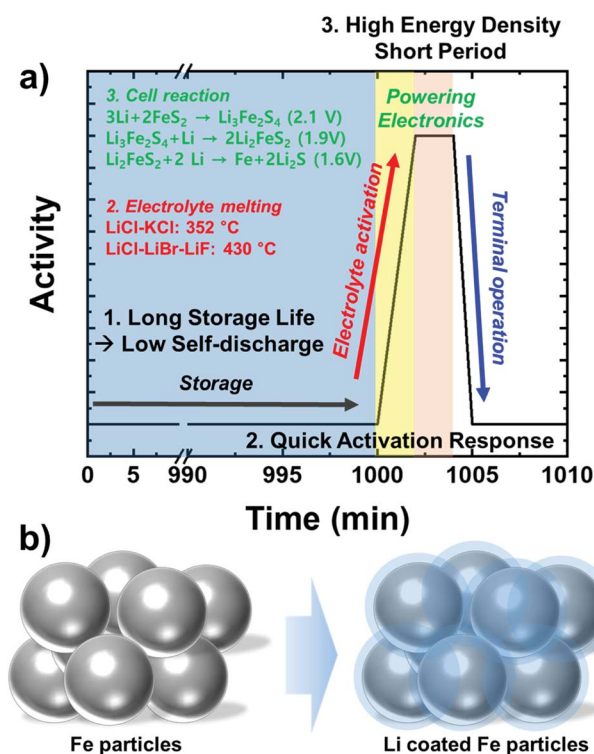 3. High Energy Density
Short Period
a)
3. Cell reaction
3Li+2FeS₂ → Li₃Fe₂S₄ (2.1 V)
Li₃Fe₂S₄+Li → 2Li₂FeS₂ (1.9V)
Li₂FeS₂+2 Li → Fe+2Li₂S (1.6V)
Powering
Electronics
2. Electrolyte melting
LiCl-KCl: 352 °C
LiCl-LiBr-LiF: 430 °C
Electrolyte activation
Terminal operation
Activity
1. Long Storage Life
→ Low Self-discharge
Storage
2. Quick Activation Response
0 5 990 995 1000 1005 1010
Time (min)
b)
Fe particles
Li coated Fe particles